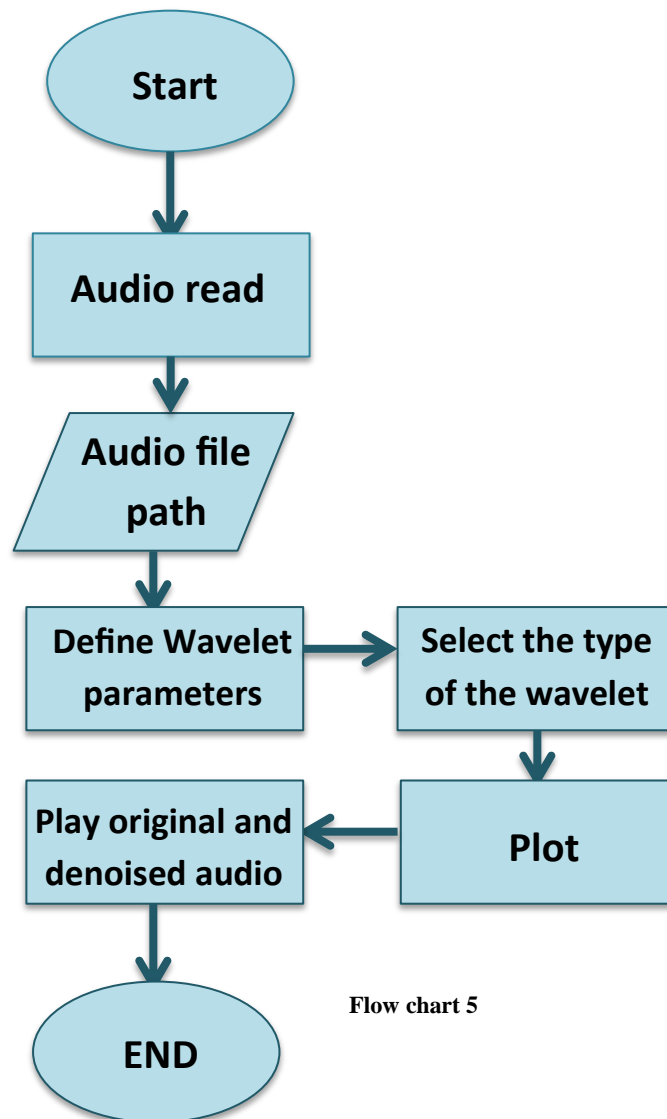 Start
Audio read
Audio file
path
Define Wavelet
parameters
Select the type
of the wavelet
Plot
Play original and
denoised audio
END
Flow chart 5